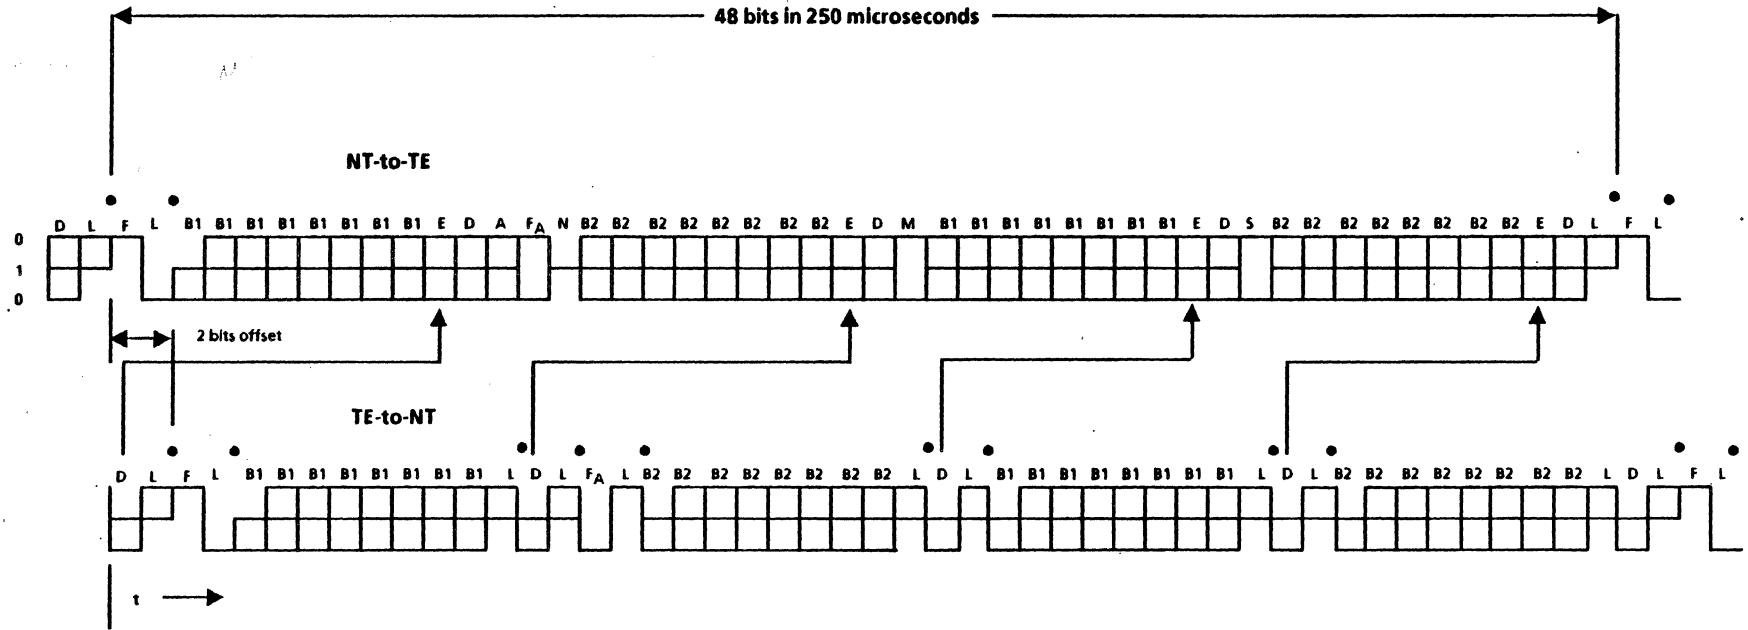 48 bits in 250 microseconds
NT-to-TE
D L F L B1 B1 B1 B1 B1 B1 B1 B1 E D A FA N B2 B2 B2 B2 B2 B2 B2 B2 E D M B1 B1 B1 B1 B1 B1 B1 B1 E D S B2 B2 B2 B2 B2 B2 B2 B2 E D L F L
0
1
0
2 bits offset
TE-to-NT
D L F L B1 B1 B1 B1 B1 B1 B1 B1 L D L FA L B2 B2 B2 B2 B2 B2 B2 B2 L D L B1 B1 B1 B1 B1 B1 B1 B1 L D L B2 B2 B2 B2 B2 B2 B2 B2 L D L F L
t